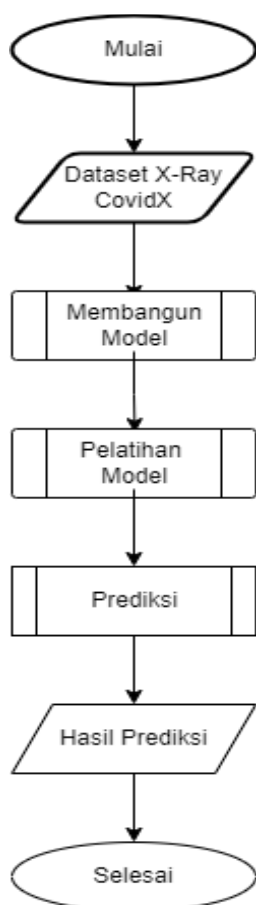 Mulai
Dataset X-Ray
CovidX
Membangun
Model
Pelatihan
Model
Prediksi
Hasil Prediksi
Selesai